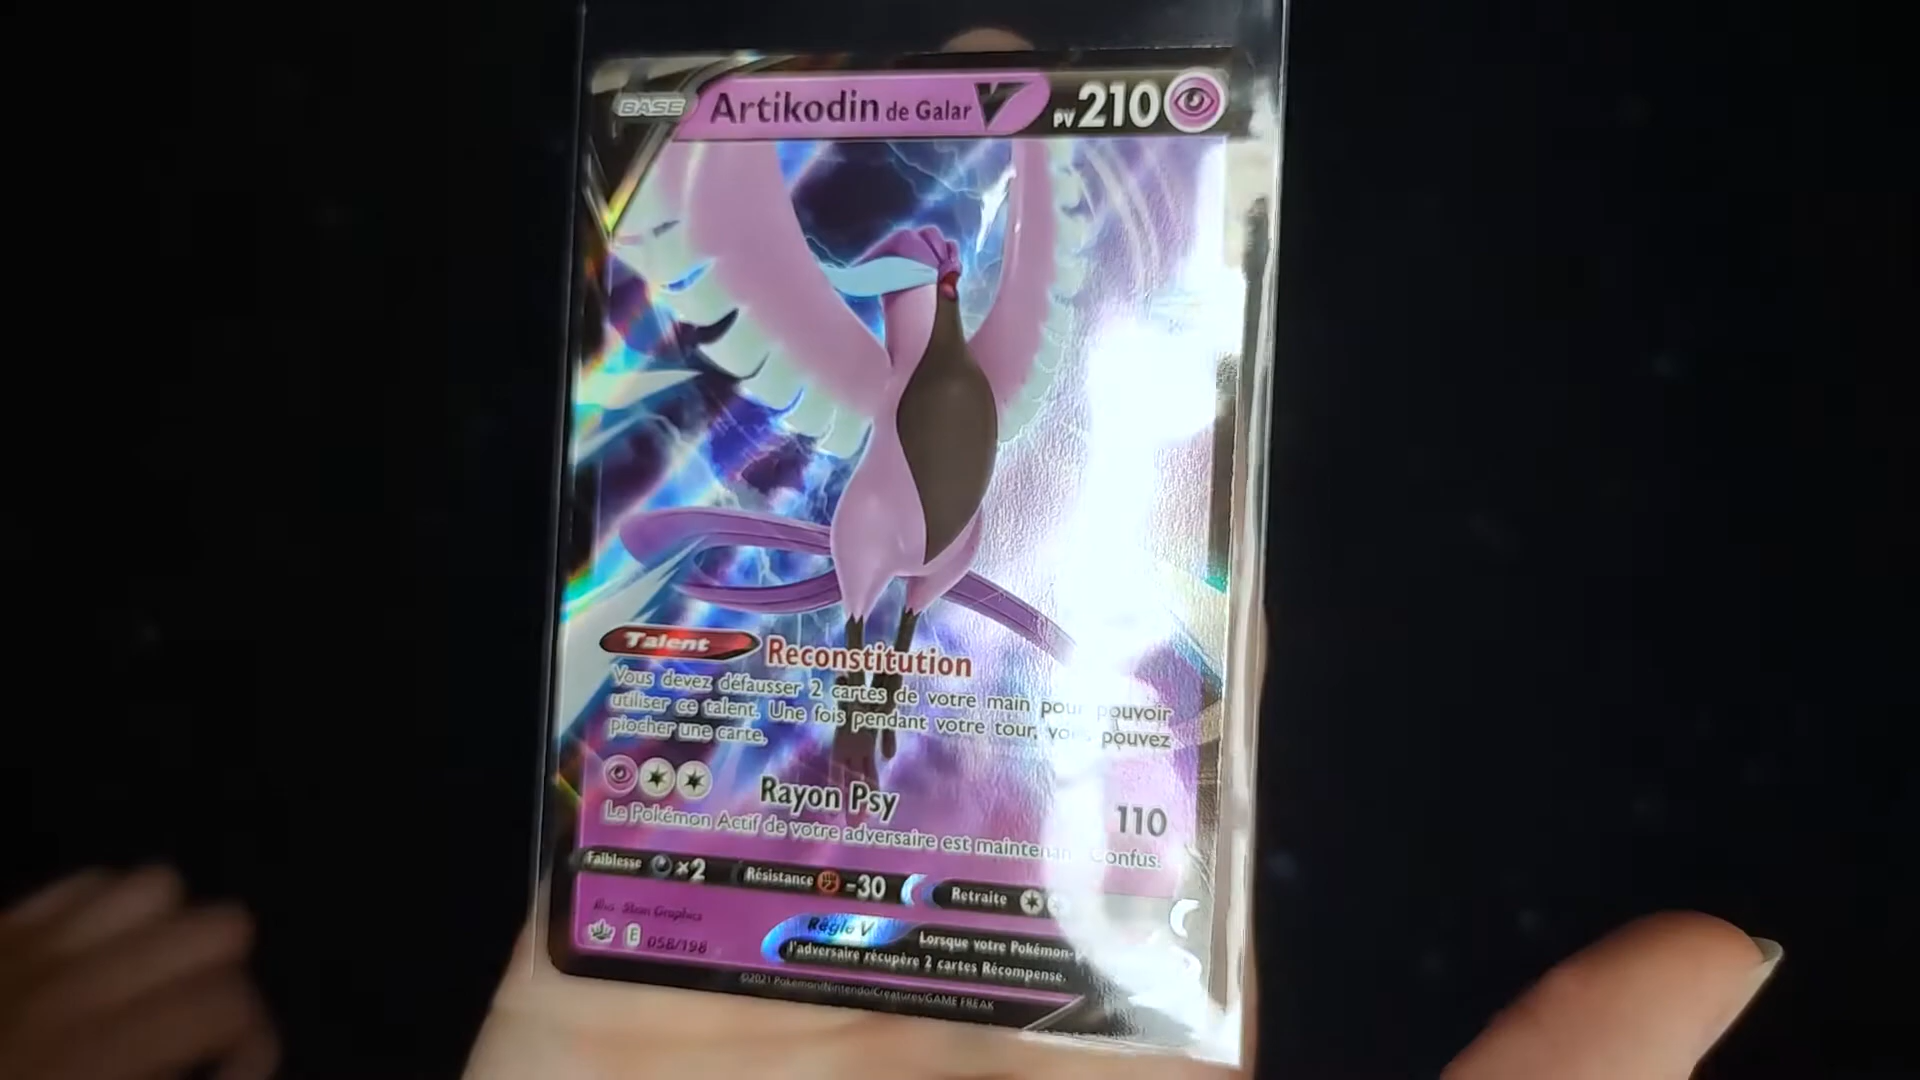 BASE Artikodin de Galar V PV 210
Talent Reconstitution
Vous devez défausser 2 cartes de votre main pour pouvoir
utiliser ce talent. Une fois pendant votre tour, pouvez
piocher une carte.
Rayon Psy 110
Le Pokémon Actif de votre adversaire est maintenant Confus.
Faiblesse ×2 Résistance -30 Retraite
Illus. 5ban Graphics
E 058/198
Règle V Lorsque votre Pokémon-
l'adversaire récupère 2 cartes Récompense.
©2021 Pokémon/Nintendo/Creatures/GAME FREAK